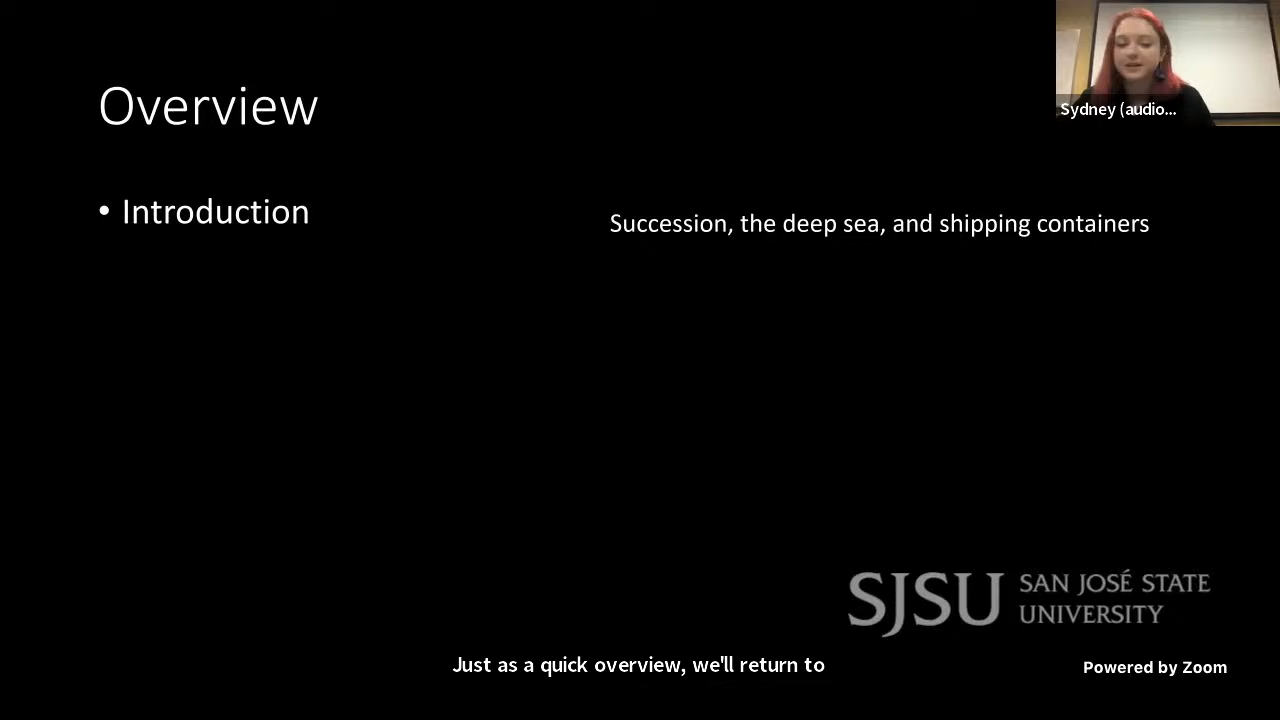 Overview
Sydney (audio...
• Introduction
Succession, the deep sea, and shipping containers
SJSU SAN JOSÉ STATE
UNIVERSITY
Just as a quick overview, we'll return to
Powered by Zoom